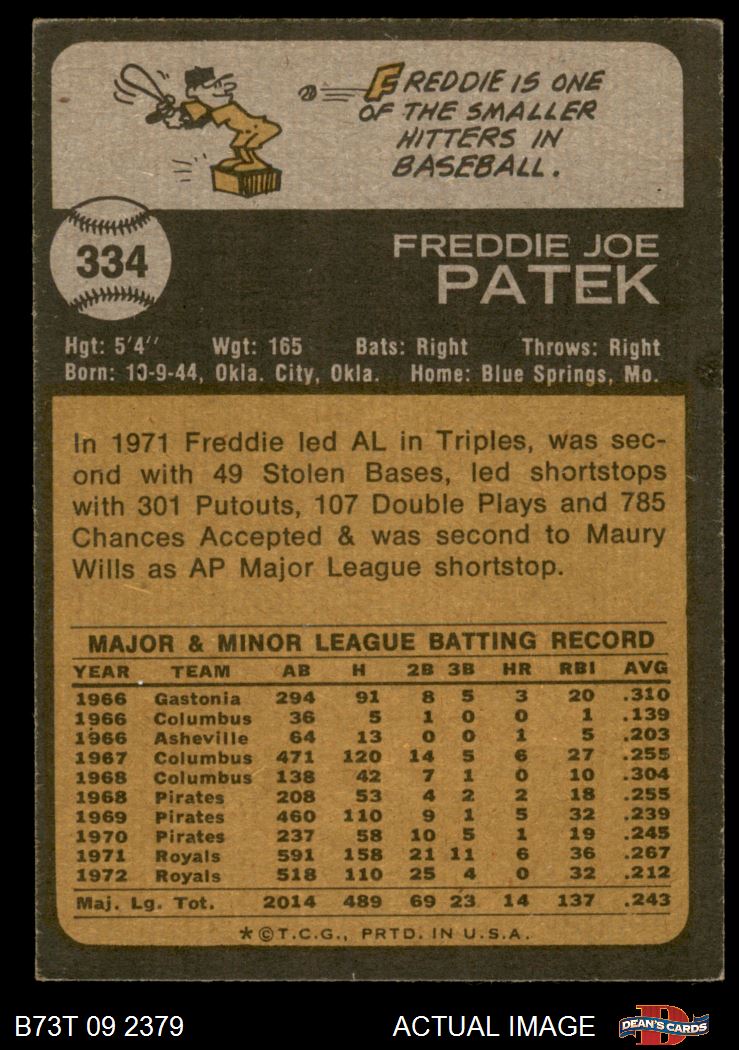 FREDDIE IS ONE
OF THE SMALLER
HITTERS IN
BASEBALL.
334
FREDDIE JOE
PATEK
Hgt: 5'4" Wgt: 165 Bats: Right Throws: Right
Born: 10-9-44, Okla. City, Okla. Home: Blue Springs, Mo.
In 1971 Freddie led AL in Triples, was sec-
ond with 49 Stolen Bases, led shortstops
with 301 Putouts, 107 Double Plays and 785
Chances Accepted & was second to Maury
Wills as AP Major League shortstop.
MAJOR & MINOR LEAGUE BATTING RECORD
YEAR TEAM AB H 2B 3B HR RBI AVG
1966 Gastonia 294 91 8 5 3 20 .310
1966 Columbus 36 5 1 0 0 1 .139
1966 Asheville 64 13 0 0 1 5 .203
1967 Columbus 471 120 14 5 6 27 .255
1968 Columbus 138 42 7 1 0 10 .304
1968 Pirates 208 53 4 2 2 18 .255
1969 Pirates 460 110 9 1 5 32 .239
1970 Pirates 237 58 10 5 1 19 .245
1971 Royals 591 158 21 11 6 36 .267
1972 Royals 518 110 25 4 0 32 .212
Maj. Lg. Tot. 2014 489 69 23 14 137 .243
*©T.C.G., PRTD. IN U.S.A.
B73T 09 2379 ACTUAL IMAGE D DEAN'S CARDS